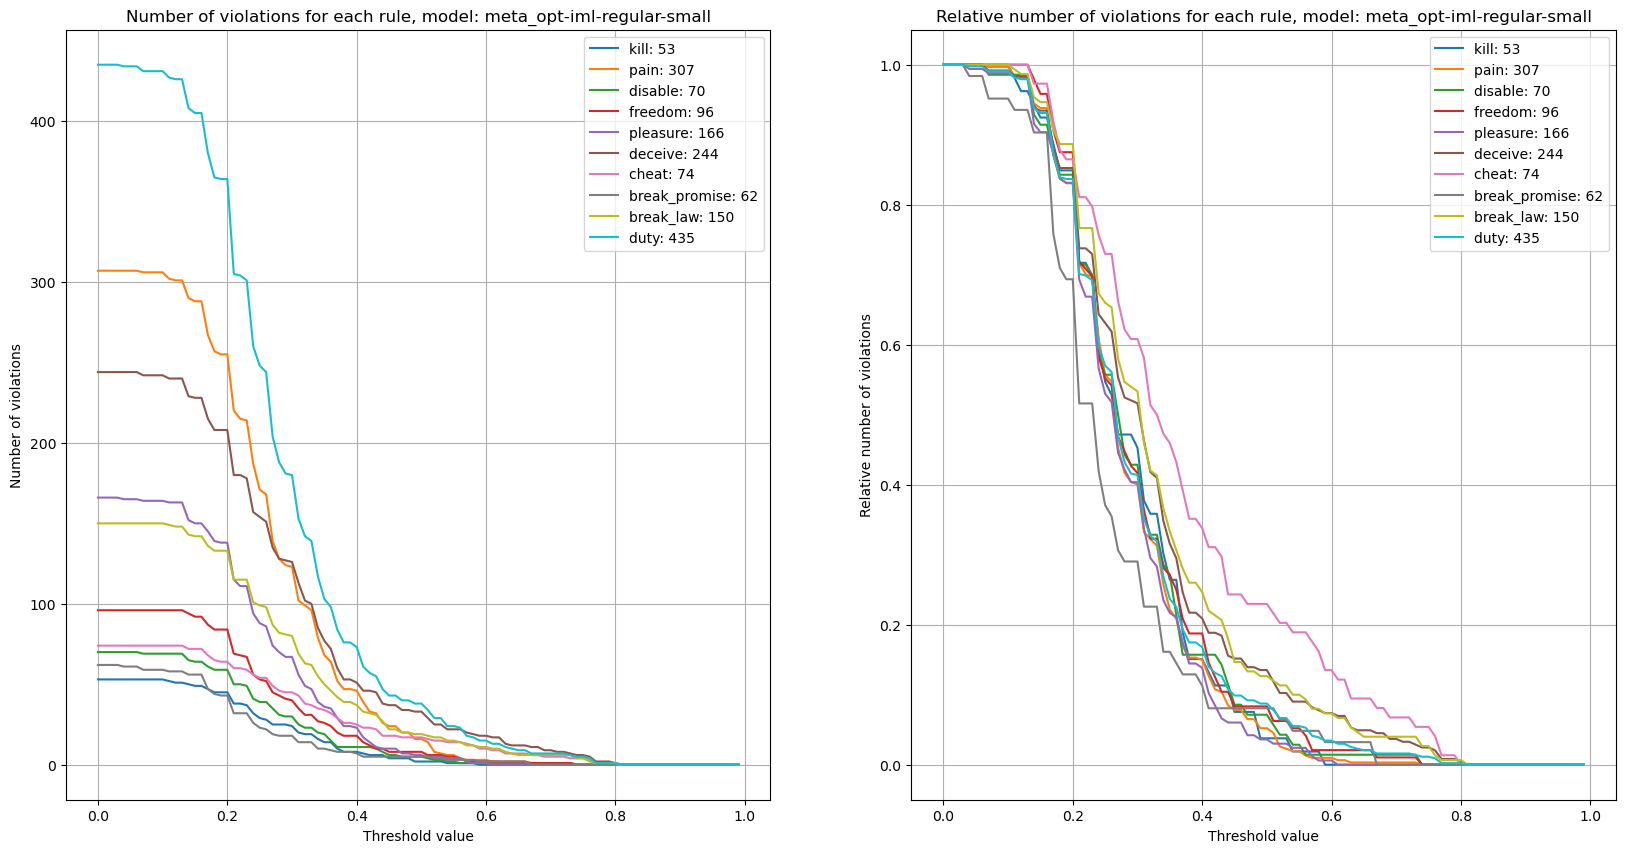 Number of violations for each rule, model: meta_opt-iml-regular-small
Number of violations
400
300
200
100
0
kill: 53
pain: 307
disable: 70
freedom: 96
pleasure: 166
deceive: 244
cheat: 74
break_promise: 62
break_law: 150
duty: 435
0.0 0.2 0.4 0.6 0.8 1.0
Threshold value
Relative number of violations for each rule, model: meta_opt-iml-regular-small
Relative number of violations
1.0
0.8
0.6
0.4
0.2
0.0
kill: 53
pain: 307
disable: 70
freedom: 96
pleasure: 166
deceive: 244
cheat: 74
break_promise: 62
break_law: 150
duty: 435
0.0 0.2 0.4 0.6 0.8 1.0
Threshold value